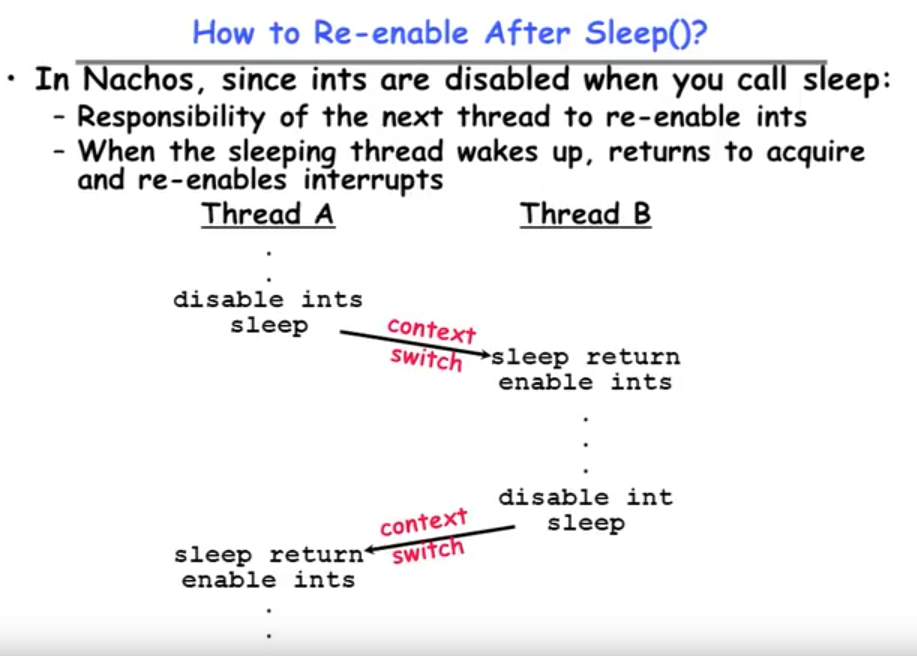 How to Re-enable After Sleep()?
• In Nachos, since ints are disabled when you call sleep:
– Responsibility of the next thread to re-enable ints
– When the sleeping thread wakes up, returns to acquire
and re-enables interrupts
Thread A
Thread B
.
.
disable ints
sleep
context
switch
sleep return
enable ints
.
.
.
disable int
sleep
context
switch
sleep return
enable ints
.
.